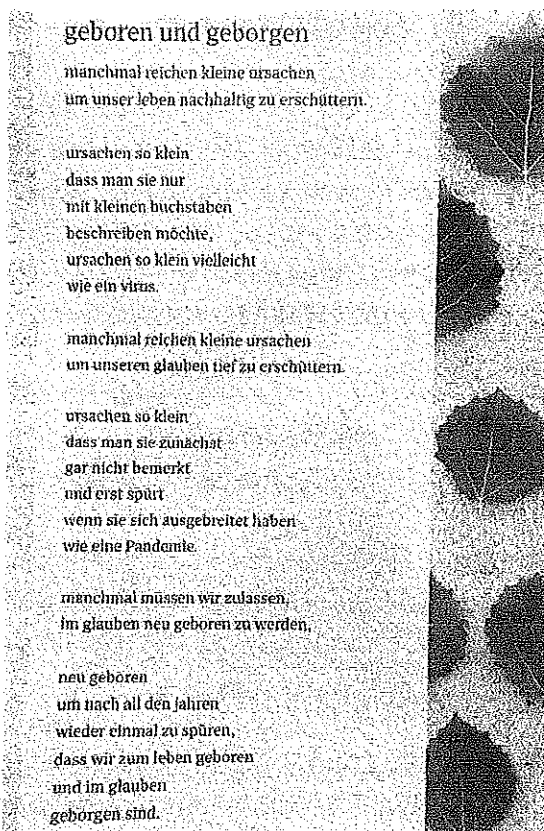 geboren und geborgen
manchmal reichen kleine ursachen
um unser leben nachhaltig zu erschüttern.
ursachen so klein
dass man sie nur
mit kleinen buchstaben
beschreiben möchte,
ursachen so klein vielleicht
wie ein virus.
manchmal reichen kleine ursachen
um unseren glauben tief zu erschüttern.
ursachen so klein
dass man sie zunächst
gar nicht bemerkt
und erst spürt
wenn sie sich ausgebreitet haben
wie eine Pandemie.
manchmal müssen wir zulassen,
im glauben neu geboren zu werden,
neu geboren
um nach all den jahren
wieder einmal zu spüren,
dass wir zum leben geboren
und im glauben
geborgen sind.